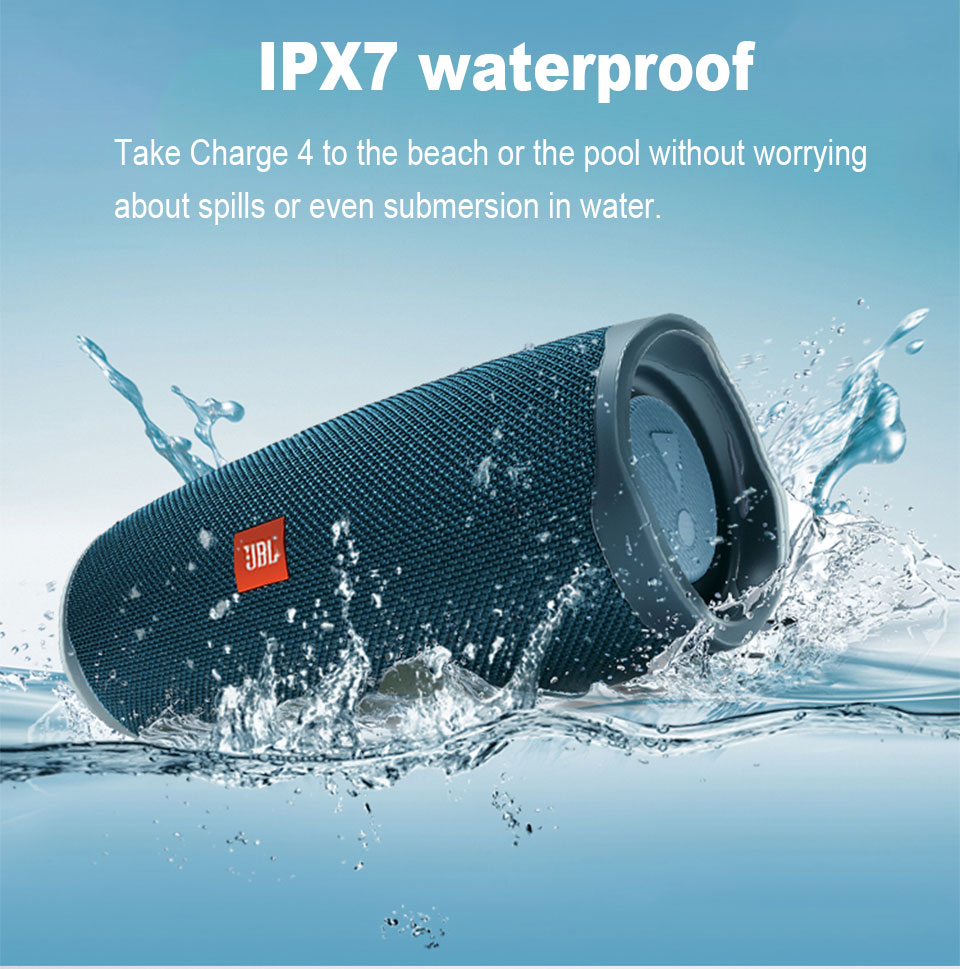 IPX7 waterproof
Take Charge 4 to the beach or the pool without worrying
about spills or even submersion in water.
JBL